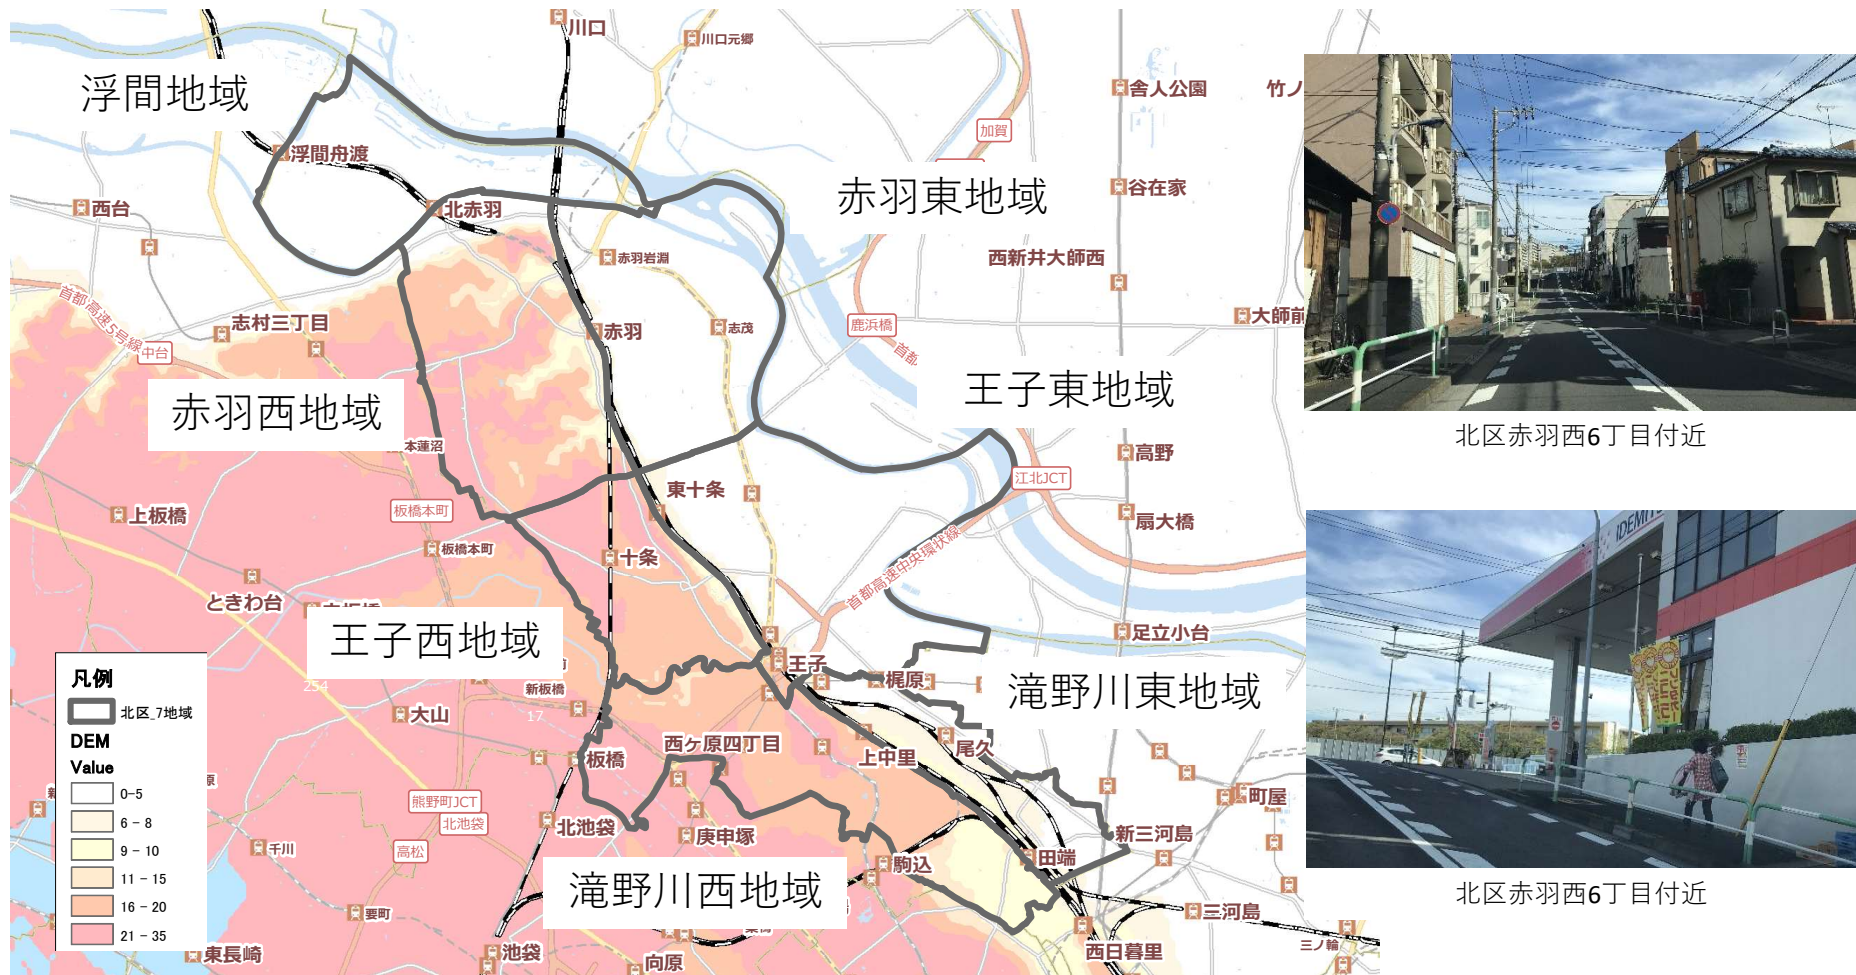 川口
川口元郷
浮間地域
舎人公園
竹ノ
加賀
浮間舟渡
赤羽東地域
谷在家
西台
北赤羽
赤羽岩淵
西新井大師西
首都高速5号線
中台
志村三丁目
赤羽
志茂
鹿浜橋
首都
大師前
赤羽西地域
王子東地域
北区赤羽西6丁目付近
本蓮沼
高野
江北JCT
東十条
上板橋
板橋本町
板橋本町
扇大橋
十条
首都高速中央環状線
ときわ台
王子西地域
足立小台
王子
梶原
滝野川東地域
新板橋
254
17
大山
西ケ原四丁目
上中里
尾久
板橋
町屋
熊野町JCT
北池袋
北池袋
高松
庚申塚
新三河島
千川
駒込
田端
滝野川西地域
要町
三河島
池袋
向原
西日暮里
三ノ輪
東長崎
凡例
北区_7地域
DEM
Value
0-5
6 - 8
9 - 10
11 - 15
16 - 20
21 - 35
IDEMITS
北区赤羽西6丁目付近